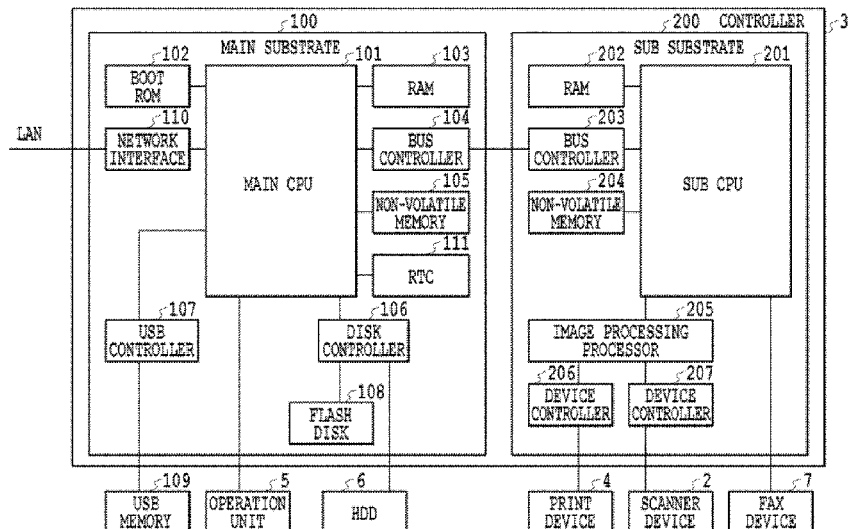 100
200 CONTROLLER 3
MAIN SUBSTRATE
SUB SUBSTRATE
102
101
103
202
201
BOOT
ROM
RAM
RAM
LAN
110
104
203
NETWORK
INTERFACE
MAIN CPU
BUS
CONTROLLER
BUS
CONTROLLER
SUB CPU
105
204
NON-VOLATILE
MEMORY
NON-VOLATILE
MEMORY
111
RTC
107
106
205
USB
CONTROLLER
DISK
CONTROLLER
IMAGE PROCESSING
PROCESSOR
206
207
108
DEVICE
CONTROLLER
DEVICE
CONTROLLER
FLASH
DISK
109
5
6
4
2
7
USB
MEMORY
OPERATION
UNIT
HDD
PRINT
DEVICE
SCANNER
DEVICE
FAX
DEVICE